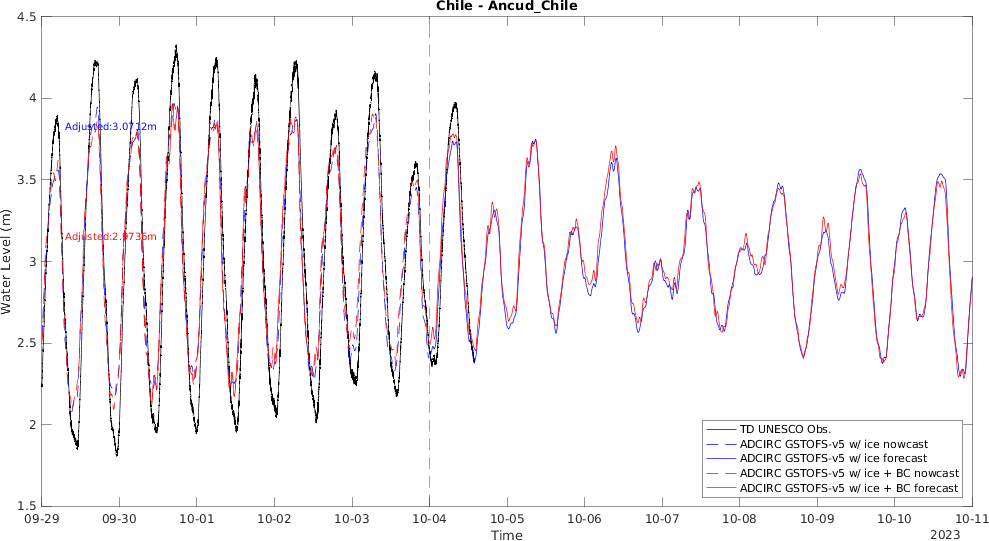 Chile - Ancud_Chile
4.5
4
3.5
3
2.5
2
1.5
Water Level (m)
Adjusted:3.0712m
Adjusted:2.9736m
TD UNESCO Obs.
ADCIRC GSTOFS-v5 w/ ice nowcast
ADCIRC GSTOFS-v5 w/ ice forecast
ADCIRC GSTOFS-v5 w/ ice + BC nowcast
ADCIRC GSTOFS-v5 w/ ice + BC forecast
09-29 09-30 10-01 10-02 10-03 10-04 10-05 10-06 10-07 10-08 10-09 10-10 10-11
Time
2023